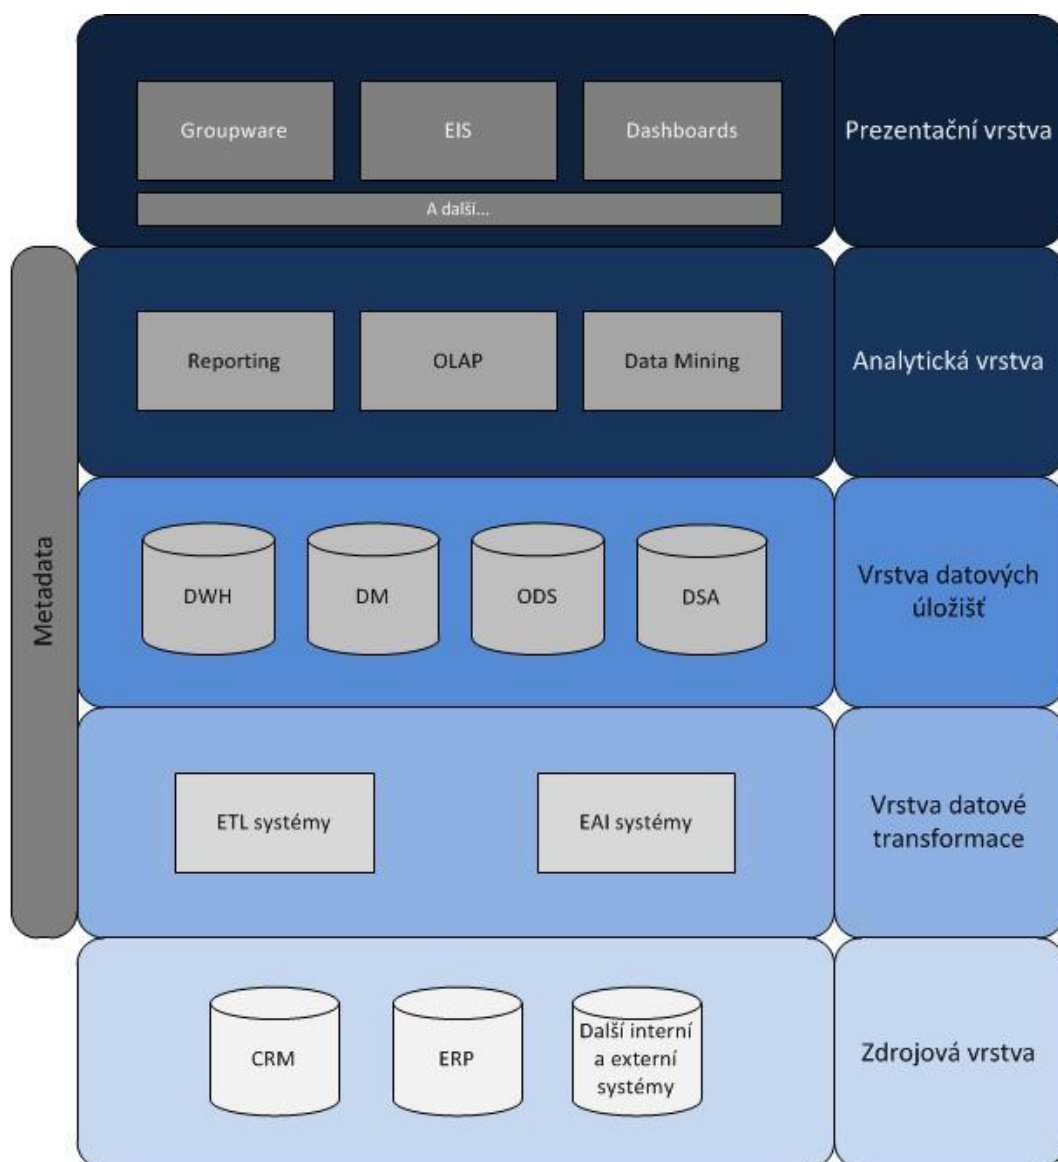 Groupware
EIS
Dashboards
A další...
Prezentační vrstva
Reporting
OLAP
Data Mining
Analytická vrstva
Metadata
DWH
DM
ODS
DSA
Vrstva datových
úložišť
ETL systémy
EAI systémy
Vrstva datové
transformace
CRM
ERP
Další interní
a externí
systémy
Zdrojová vrstva